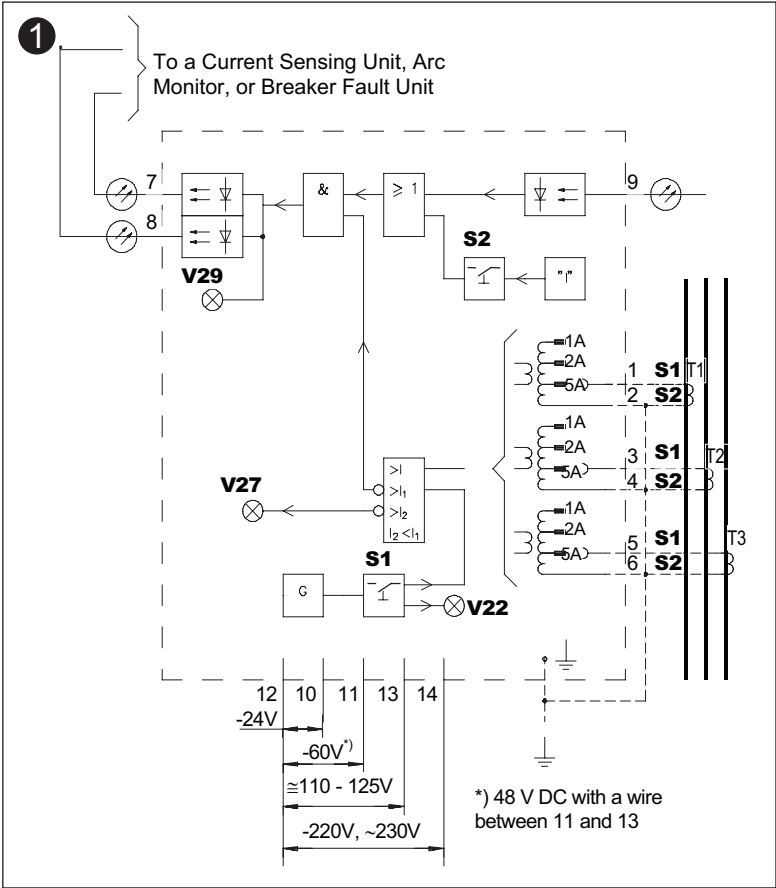 1
To a Current Sensing Unit, Arc
Monitor, or Breaker Fault Unit
7
8
9
&
≥ 1
S2
"I"
V29
1A
2A
5A
1 S1 T1
2 S2
1A
2A
5A
3 S1 T2
4 S2
1A
2A
5A
5 S1 T3
6 S2
>I
>I₁
>I₂
I₂<I₁
V27
S1
G
V22
12 10 11 13 14
-24V
-60V*)
≅110 - 125V
-220V, ~230V
*) 48 V DC with a wire
between 11 and 13